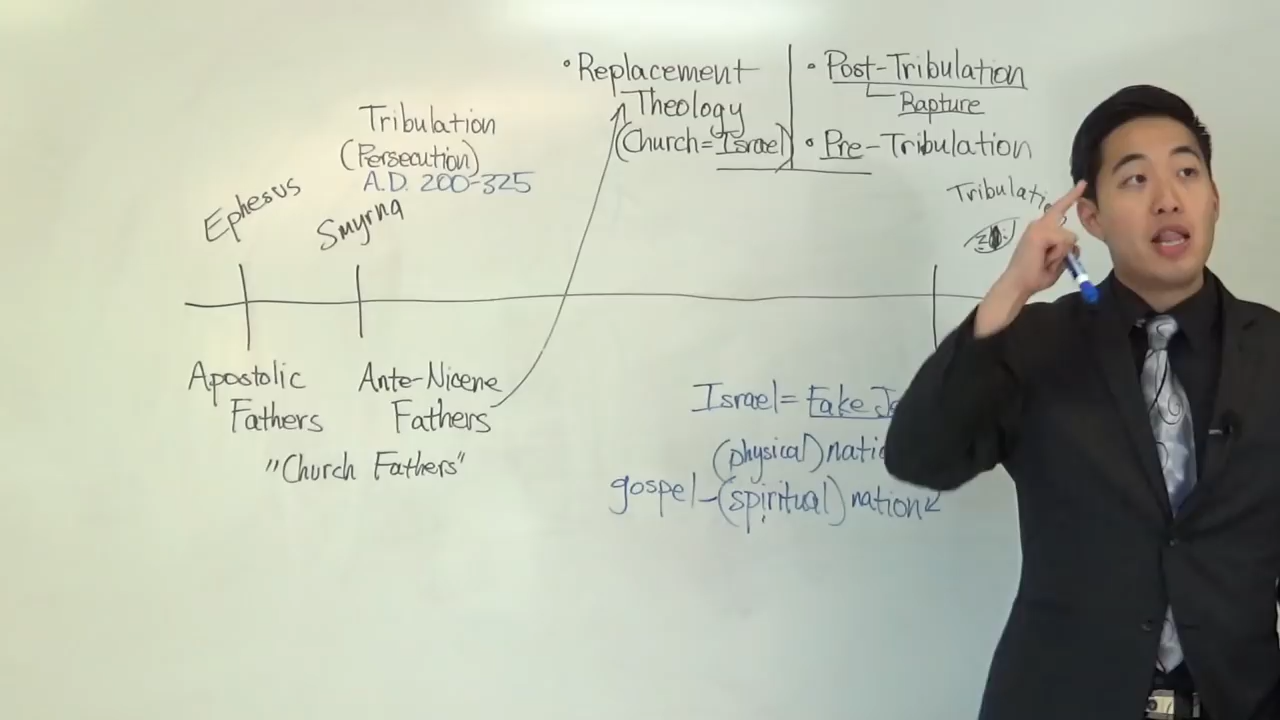 • Replacement
Theology
(Church = Israel)
• Post-Tribulation
Rapture
• Pre-Tribulation
Tribulation
(Persecution)
A.D. 200-325
Ephesus
Smyrna
Apostolic
Fathers
Ante-Nicene
Fathers
"Church Fathers"
Israel = Fake
(physical)
gospel - (spiritual) nation